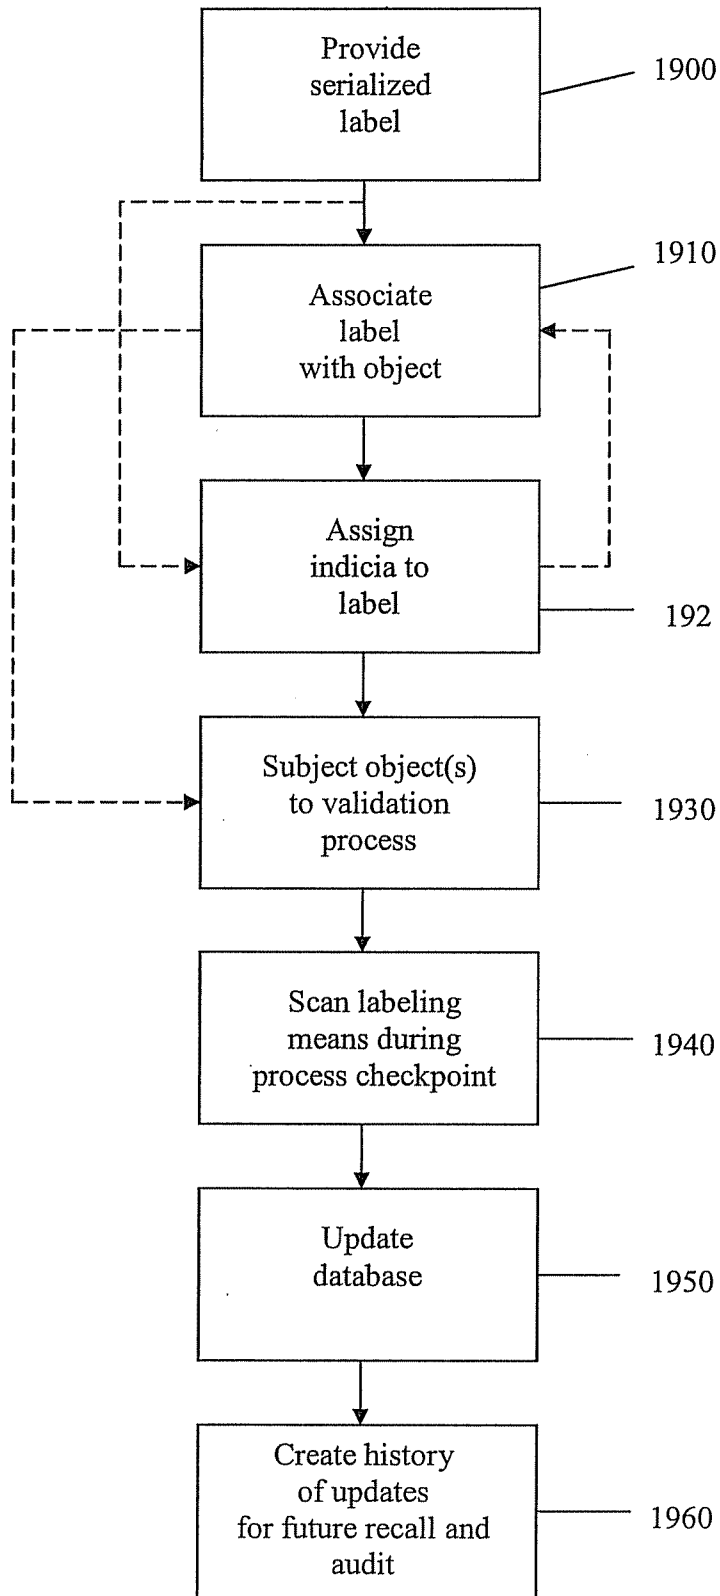 Provide
serialized
label
1900
Associate
label
with object
1910
Assign
indicia to
label
192
Subject object(s)
to validation
process
1930
Scan labeling
means during
process checkpoint
1940
Update
database
1950
Create history
of updates
for future recall and
audit
1960